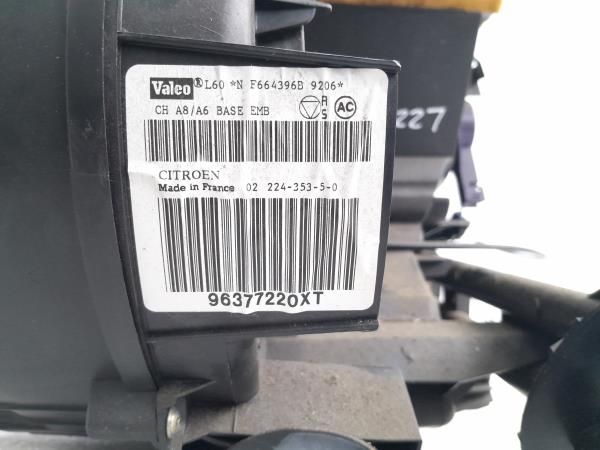 Valeo® L60 *N F664396B 9206*
CH A8/A6 BASE EMB
R
S
AC
CITROEN
Made in France 02 224-353-5-0
96377220XT
227